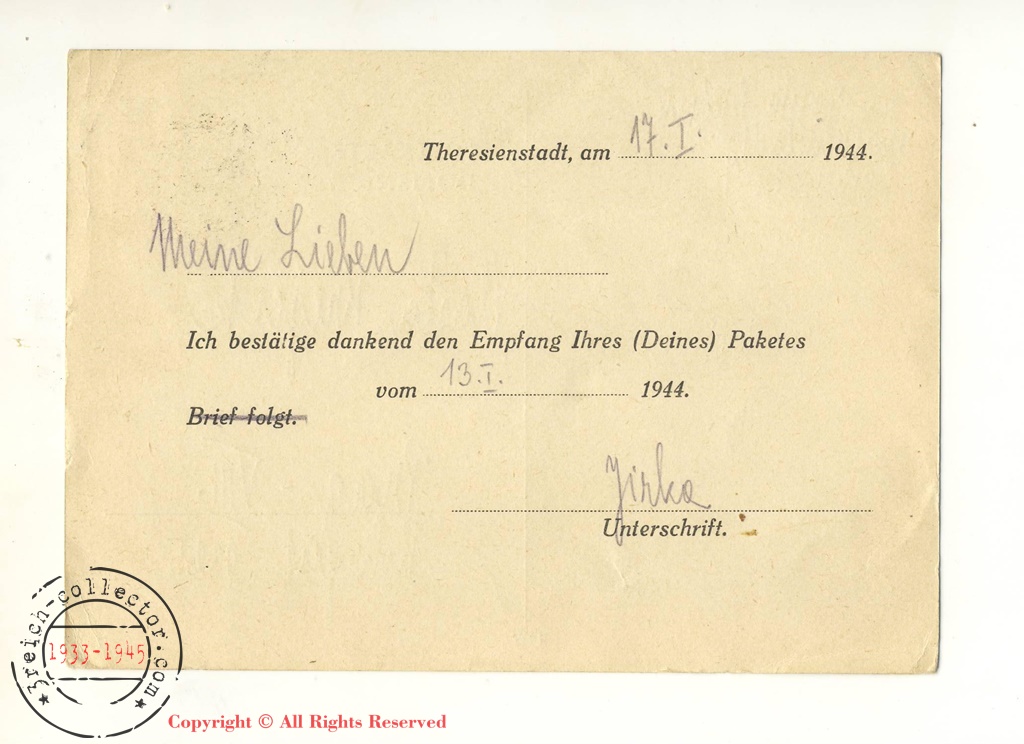 Theresienstadt, am 17. I. 1944.
Meine Lieben
Ich bestätige dankend den Empfang Ihres (Deines) Paketes
vom 13. I. 1944.
Brief folgt.
Jirka
Unterschrift.
3reich-collector.com
1933-1945
Copyright © All Rights Reserved